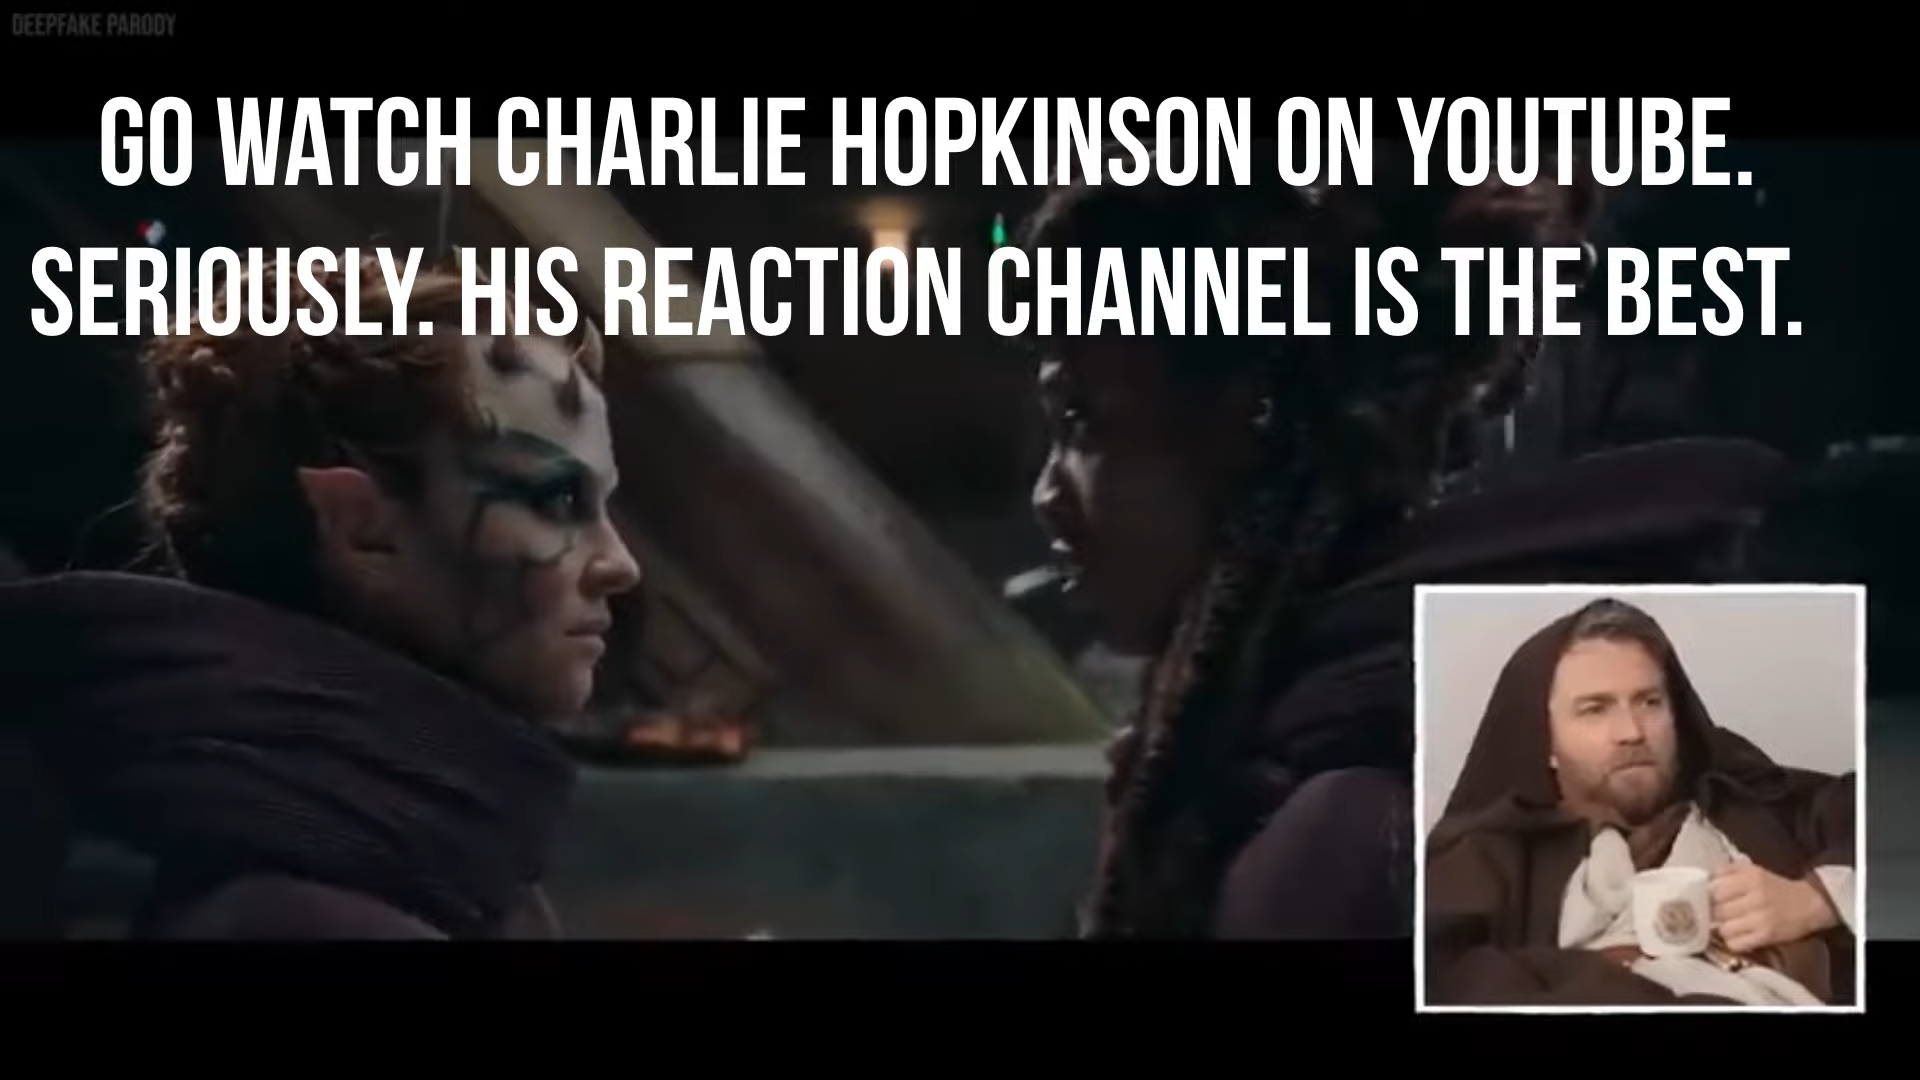 DEEPFAKE PARODY
GO WATCH CHARLIE HOPKINSON ON YOUTUBE.
SERIOUSLY. HIS REACTION CHANNEL IS THE BEST.